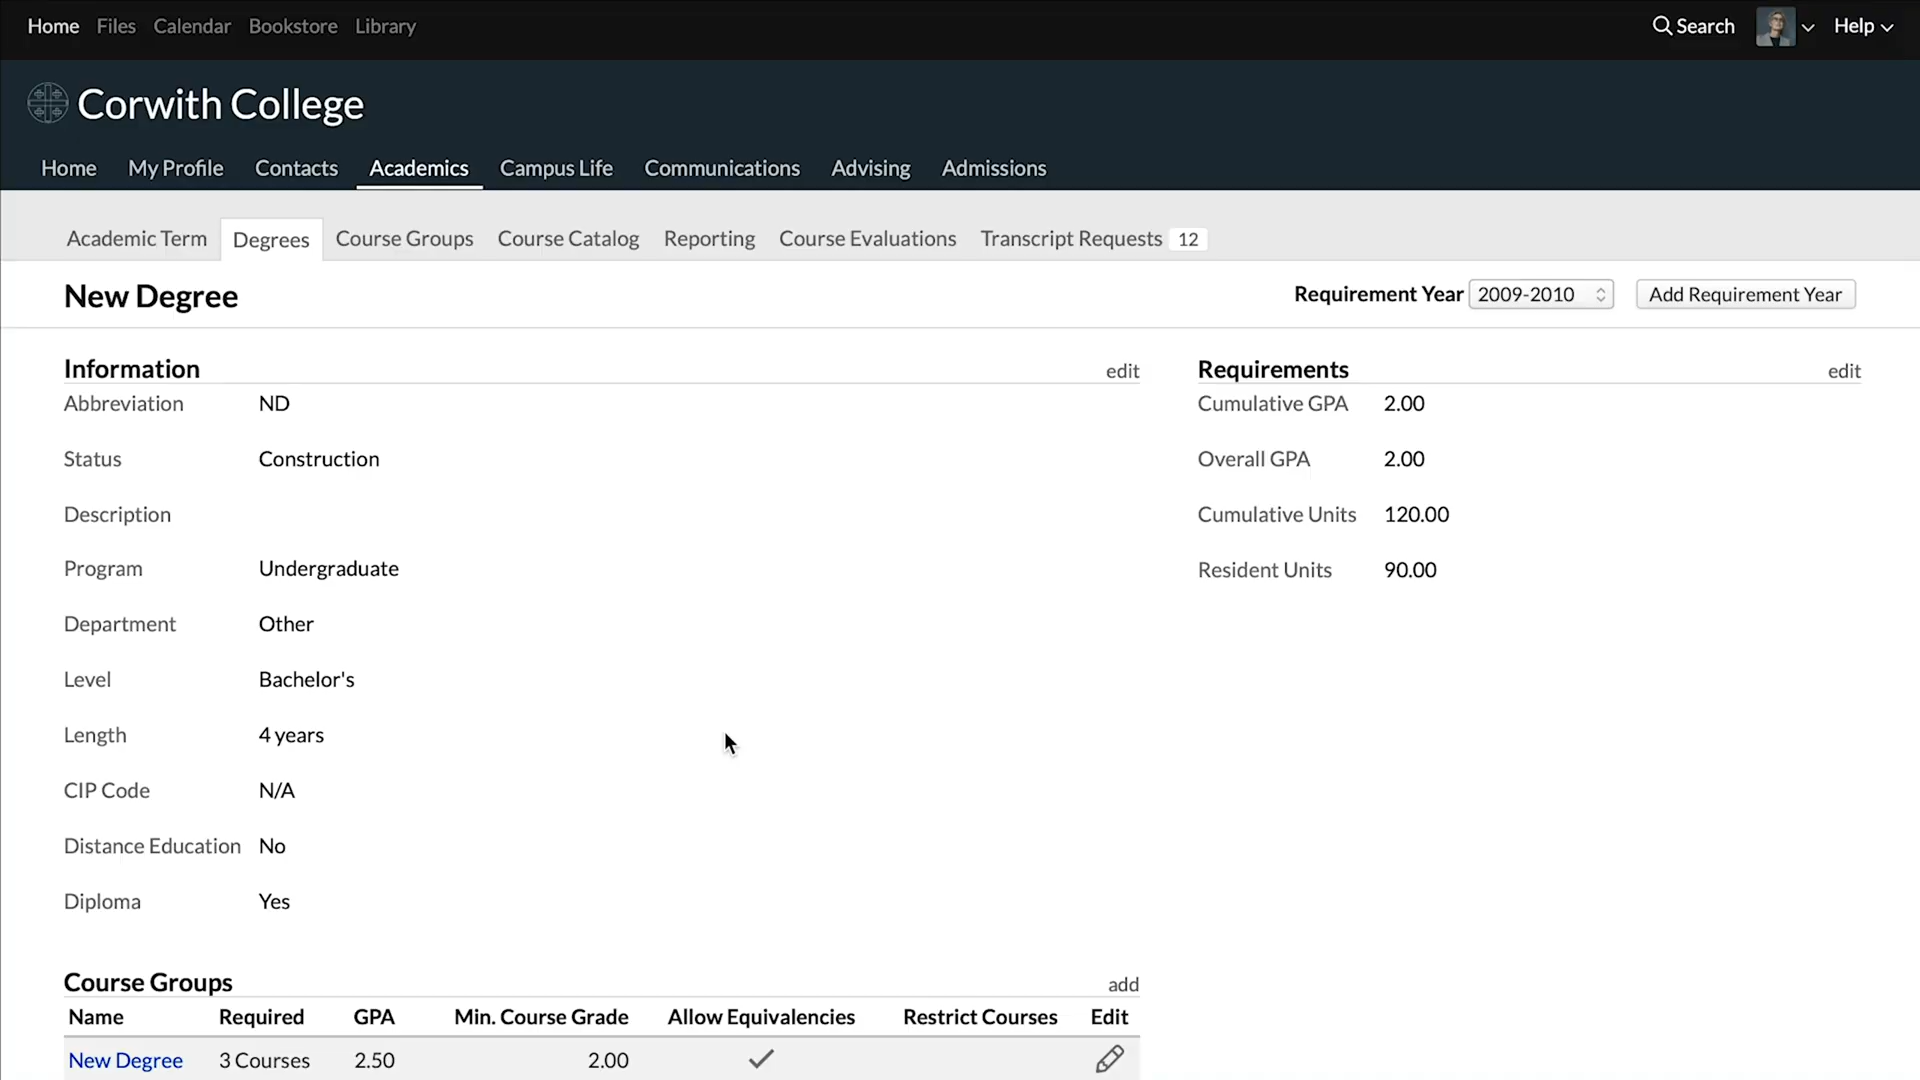 Home Files Calendar Bookstore Library Search Help
Corwith College
Home My Profile Contacts Academics Campus Life Communications Advising Admissions
Academic Term Degrees Course Groups Course Catalog Reporting Course Evaluations Transcript Requests 12
New Degree Requirement Year 2009-2010 Add Requirement Year
Information edit Requirements edit
Abbreviation ND Cumulative GPA 2.00
Status Construction Overall GPA 2.00
Description Cumulative Units 120.00
Program Undergraduate Resident Units 90.00
Department Other
Level Bachelor's
Length 4 years
CIP Code N/A
Distance Education No
Diploma Yes
Course Groups add
Name Required GPA Min. Course Grade Allow Equivalencies Restrict Courses Edit
New Degree 3 Courses 2.50 2.00